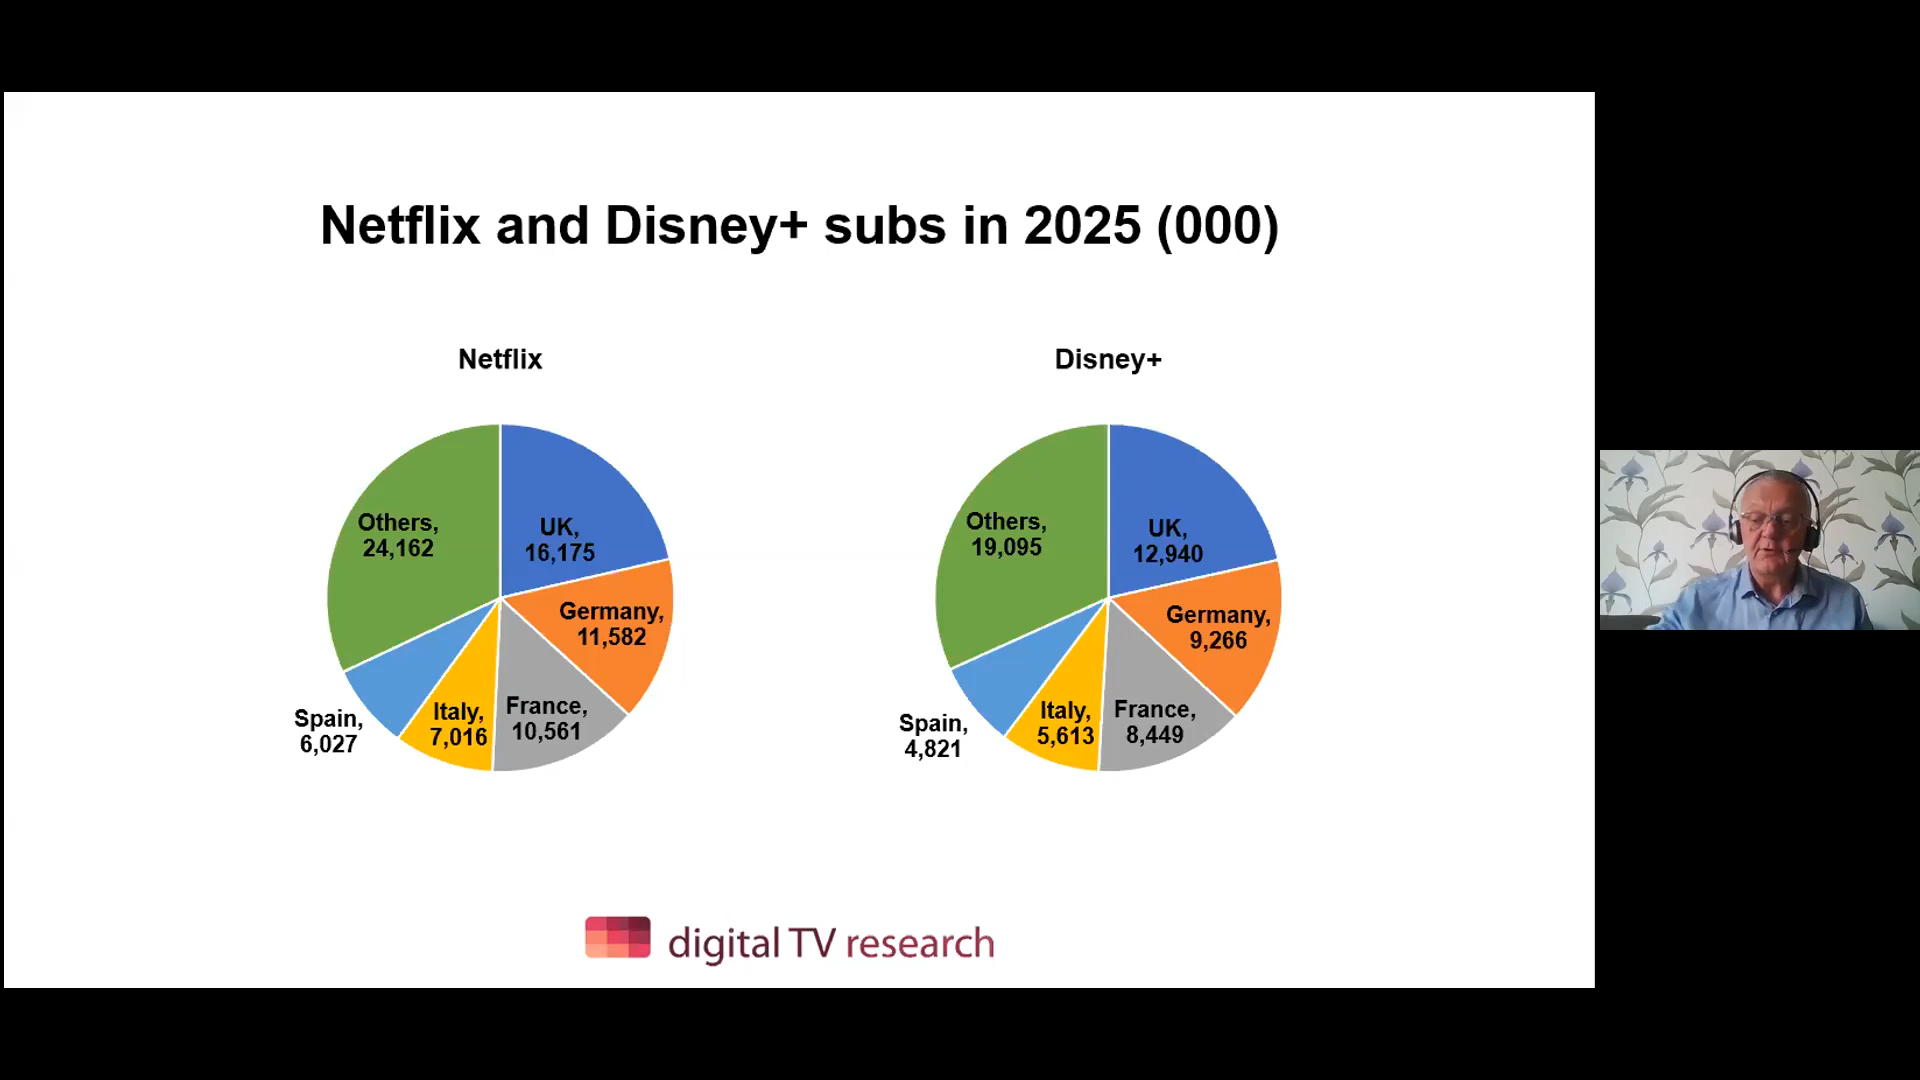 Netflix and Disney+ subs in 2025 (000)
Netflix
Others,
24,162
UK,
16,175
Germany,
11,582
Spain,
6,027
Italy,
7,016
France,
10,561
Disney+
Others,
19,095
UK,
12,940
Germany,
9,266
Spain,
4,821
Italy,
5,613
France,
8,449
digital TV research